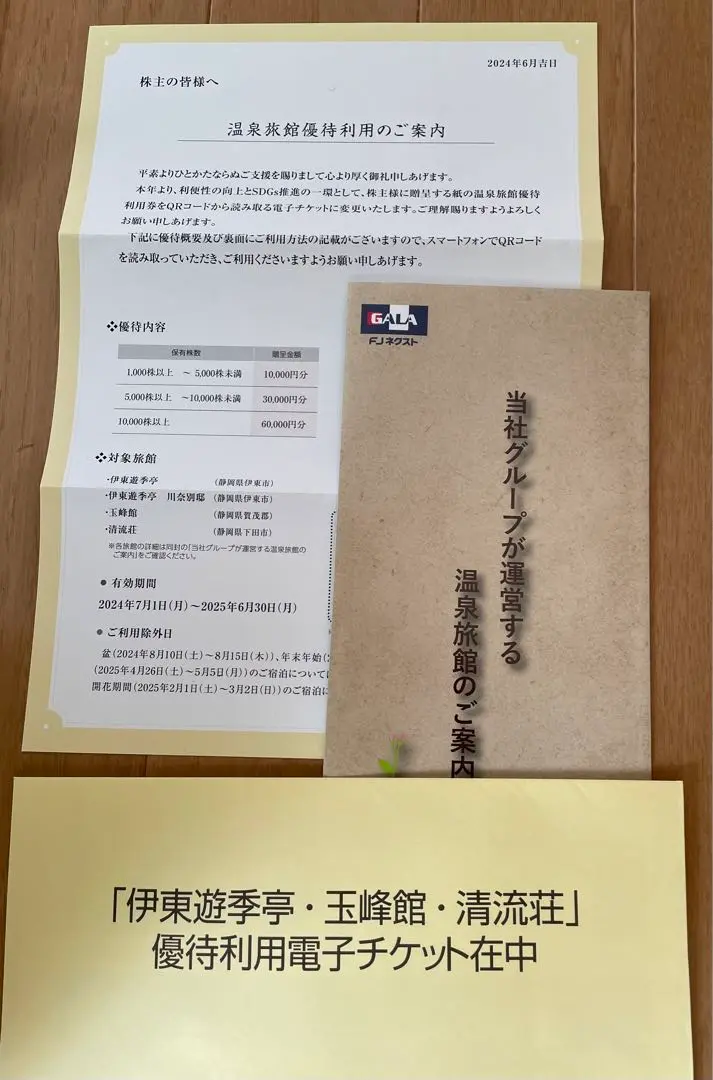 2024年6月吉日
株主の皆様へ
温泉旅館優待利用のご案内
平素よりひとかたならぬご支援を賜りまして心より厚く御礼申しあげます。
本年より、利便性の向上とSDGs推進の一環として、株主様に贈呈する紙の温泉旅館優待
利用券をQRコードから読み取る電子チケットに変更いたします。ご理解賜りますようよろしく
お願い申しあげます。
下記に優待概要及び裏面にご利用方法の記載がございますので、スマートフォンでQRコード
を読み取っていただき、ご利用くださいますようお願い申しあげます。
❖優待内容
保有株数 贈呈金額
1,000株以上 ～ 5,000株未満 10,000円分
5,000株以上 ～10,000株未満 30,000円分
10,000株以上 60,000円分
❖対象旅館
・伊東遊季亭 (静岡県伊東市)
・伊東遊季亭 川奈別邸 (静岡県伊東市)
・玉峰館 (静岡県賀茂郡)
・清流荘 (静岡県下田市)
※各旅館の詳細は同封の「当社グループが運営する温泉旅館の
ご案内」をご確認ください。
● 有効期間
2024年7月1日(月)～2025年6月30日(月)
● ご利用除外日
盆(2024年8月10日(土)～8月15日(木))、年末年始(
(2025年4月26日(土)～5月5日(月))のご宿泊について
開花期間(2025年2月1日(土)～3月2日(日))のご宿泊に
GALA
FJネクスト
当社グループが運営する
温泉旅館のご案内
「伊東遊季亭・玉峰館・清流荘」
優待利用電子チケット在中